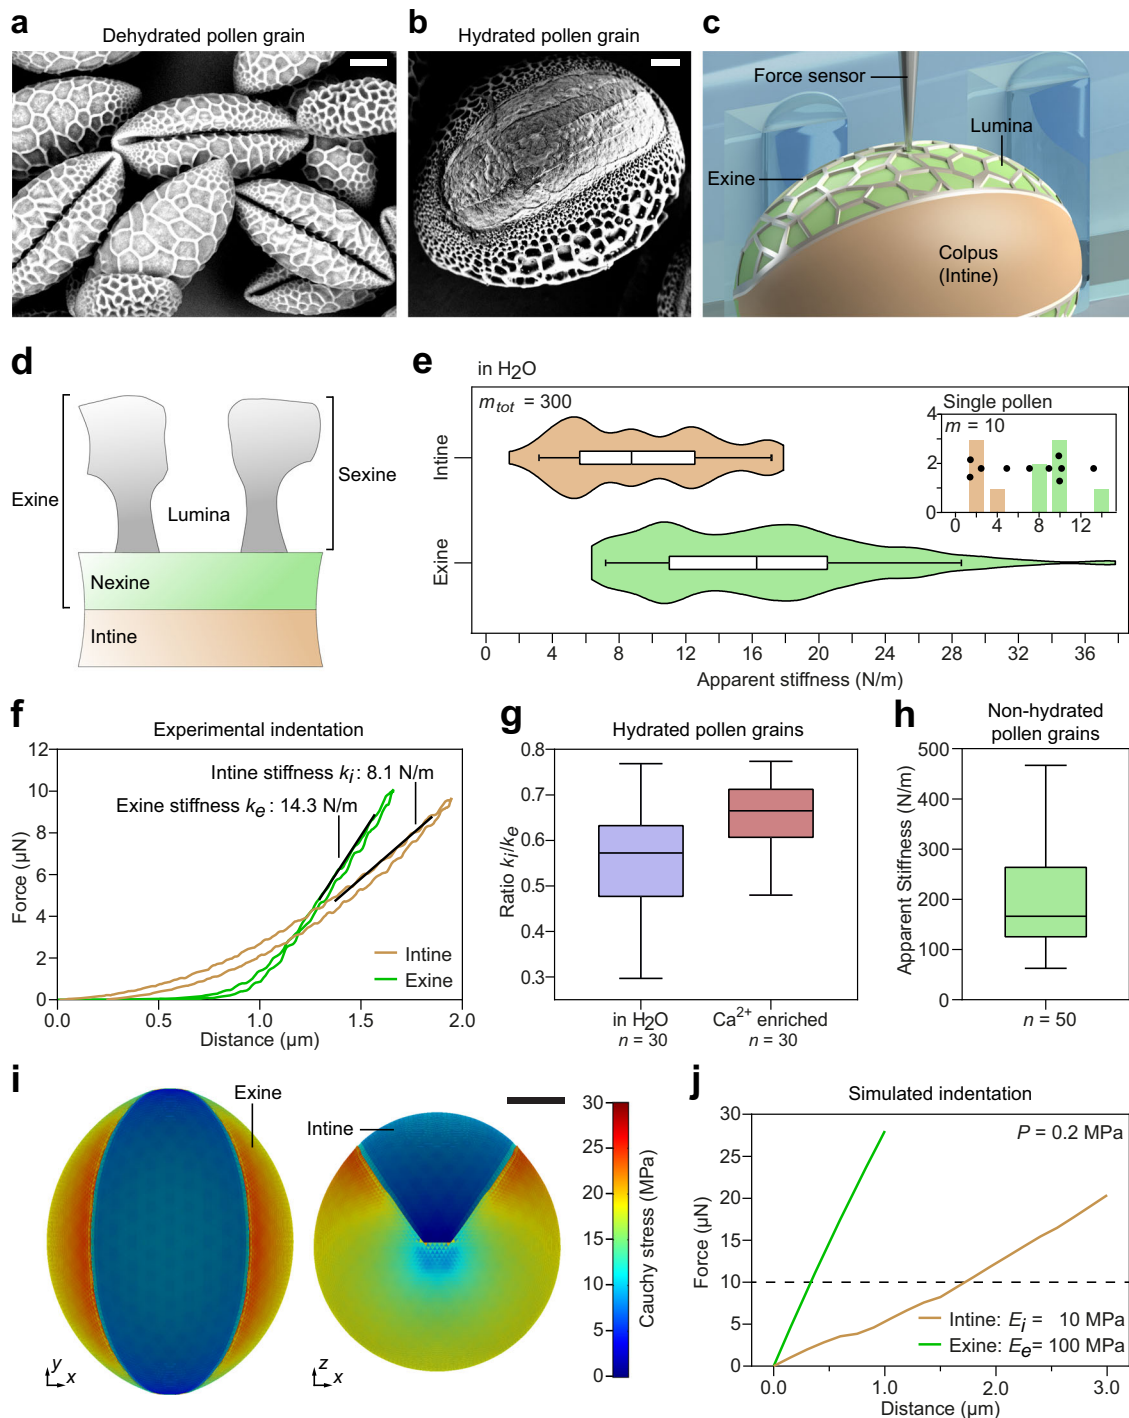 a
Dehydrated pollen grain
b
Hydrated pollen grain
c
Force sensor
Lumina
Exine
Colpus
(Intine)
d
Exine
Lumina
Sexine
Nexine
Intine
e
in H2O
mtot = 300
Intine
Exine
Single pollen
m = 10
4
2
0
0 4 8 12
0 4 8 12 16 20 24 28 32 36
Apparent stiffness (N/m)
f
Experimental indentation
12
10
8
6
4
2
0
Force (µN)
Intine stiffness ki: 8.1 N/m
Exine stiffness ke: 14.3 N/m
Intine
Exine
0.0 0.5 1.0 1.5 2.0
Distance (µm)
g
Hydrated pollen grains
0.8
0.7
0.6
0.5
0.4
0.3
Ratio ki/ke
in H2O
n = 30
Ca2+ enriched
n = 30
h
Non-hydrated
pollen grains
500
400
300
200
100
0
Apparent Stiffness (N/m)
n = 50
i
Exine
Intine
y
x
z
x
30
25
20
15
10
5
0
Cauchy stress (MPa)
j
Simulated indentation
30
25
20
15
10
5
0
Force (µN)
P = 0.2 MPa
Intine: Ei = 10 MPa
Exine: Ee = 100 MPa
0.0 1.0 2.0 3.0
Distance (µm)